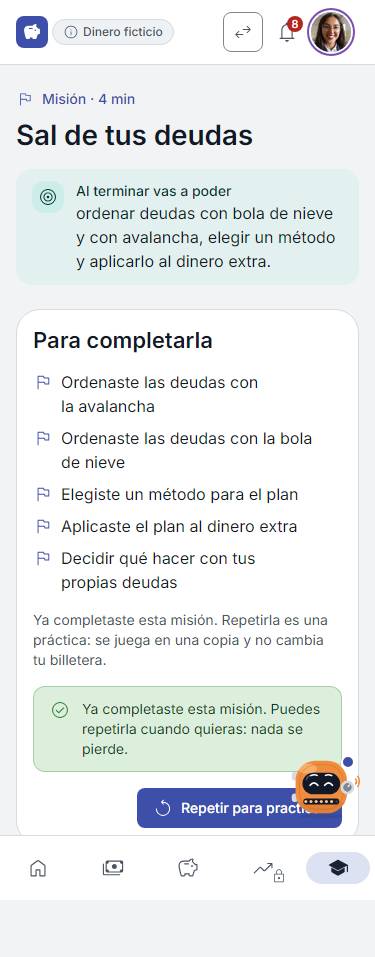 Dinero ficticio
8
Misión · 4 min
Sal de tus deudas
Al terminar vas a poder
ordenar deudas con bola de nieve
y con avalancha, elegir un método
y aplicarlo al dinero extra.
Para completarla
Ordenaste las deudas con
la avalancha
Ordenaste las deudas con la bola
de nieve
Elegiste un método para el plan
Aplicaste el plan al dinero extra
Decidir qué hacer con tus
propias deudas
Ya completaste esta misión. Repetirla es una
práctica: se juega en una copia y no cambia
tu billetera.
Ya completaste esta misión. Puedes
repetirla cuando quieras: nada se
pierde.
Repetir para